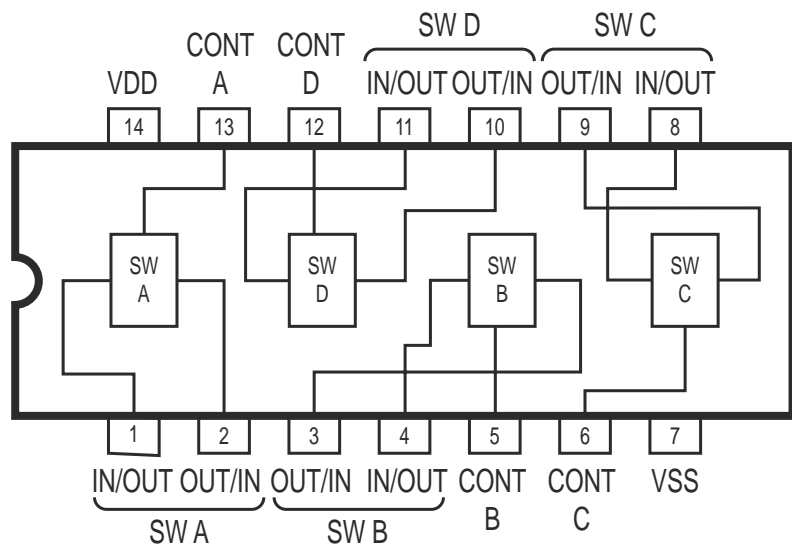 SW D SW C
CONT CONT
VDD A D IN/OUT OUT/IN OUT/IN IN/OUT
14 13 12 11 10 9 8
SW SW SW SW
A D B C
1 2 3 4 5 6 7
IN/OUT OUT/IN OUT/IN IN/OUT CONT CONT VSS
B C
SW A SW B